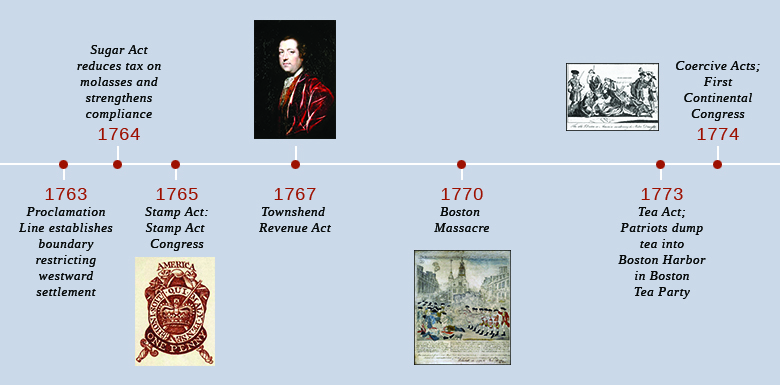 Sugar Act
reduces tax on
molasses and
strengthens
compliance
1764
Coercive Acts;
First
Continental
Congress
1774
1763
Proclamation
Line establishes
boundary
restricting
westward
settlement
1765
Stamp Act:
Stamp Act
Congress
AMERICA
ONE PENNY
1767
Townshend
Revenue Act
1770
Boston
Massacre
1773
Tea Act;
Patriots dump
tea into
Boston Harbor
in Boston
Tea Party